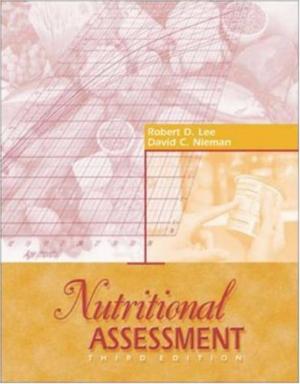 Robert D. Lee
David C. Nieman
Nutritional
ASSESSMENT
THIRD EDITION